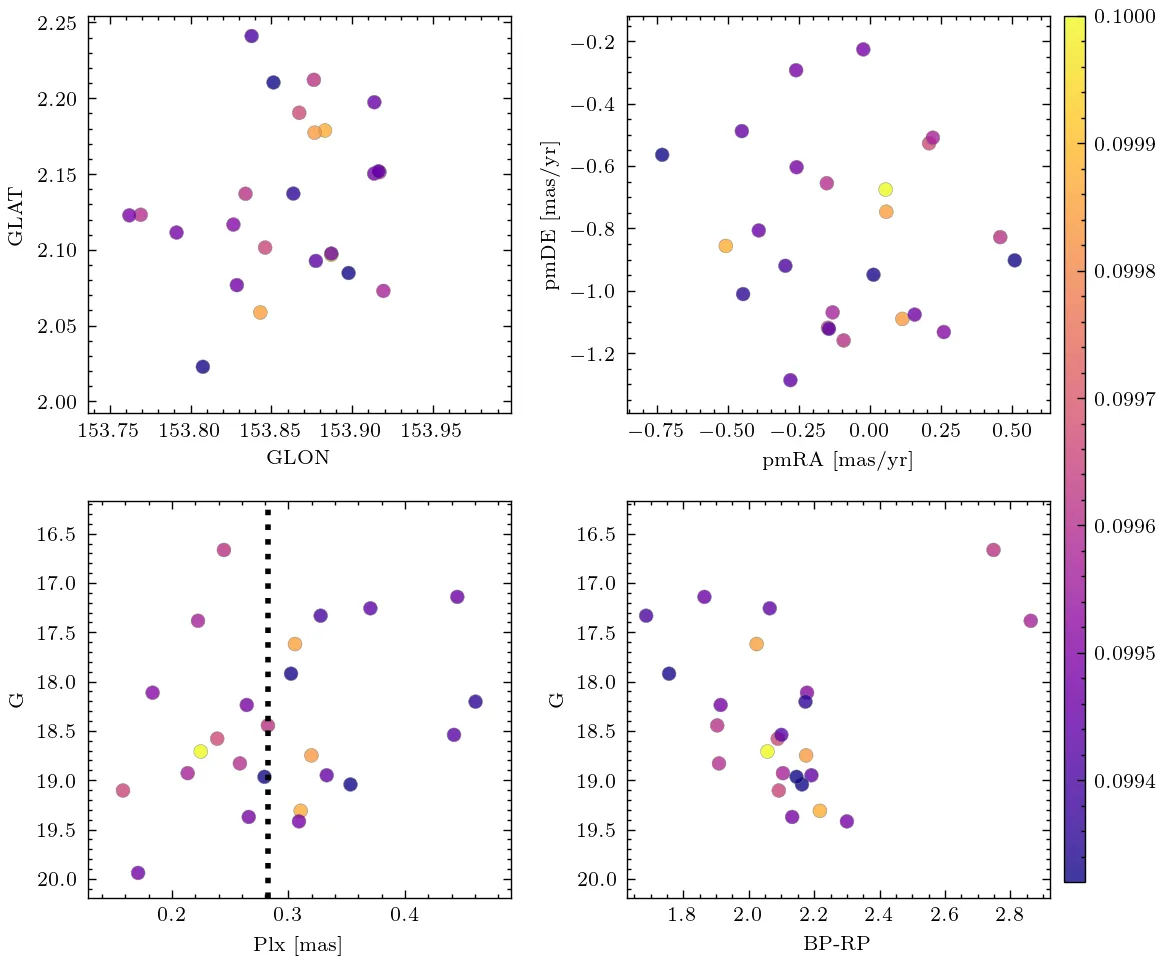 2.25
2.20
2.15
2.10
2.05
2.00
GLAT
153.75 153.80 153.85 153.90 153.95
GLON
−0.2
−0.4
−0.6
−0.8
−1.0
−1.2
pmDE [mas/yr]
−0.75 −0.50 −0.25 0.00 0.25 0.50
pmRA [mas/yr]
16.5
17.0
17.5
18.0
18.5
19.0
19.5
20.0
G
0.2 0.3 0.4
Plx [mas]
16.5
17.0
17.5
18.0
18.5
19.0
19.5
20.0
G
1.8 2.0 2.2 2.4 2.6 2.8
BP-RP
0.1000
0.0999
0.0998
0.0997
0.0996
0.0995
0.0994